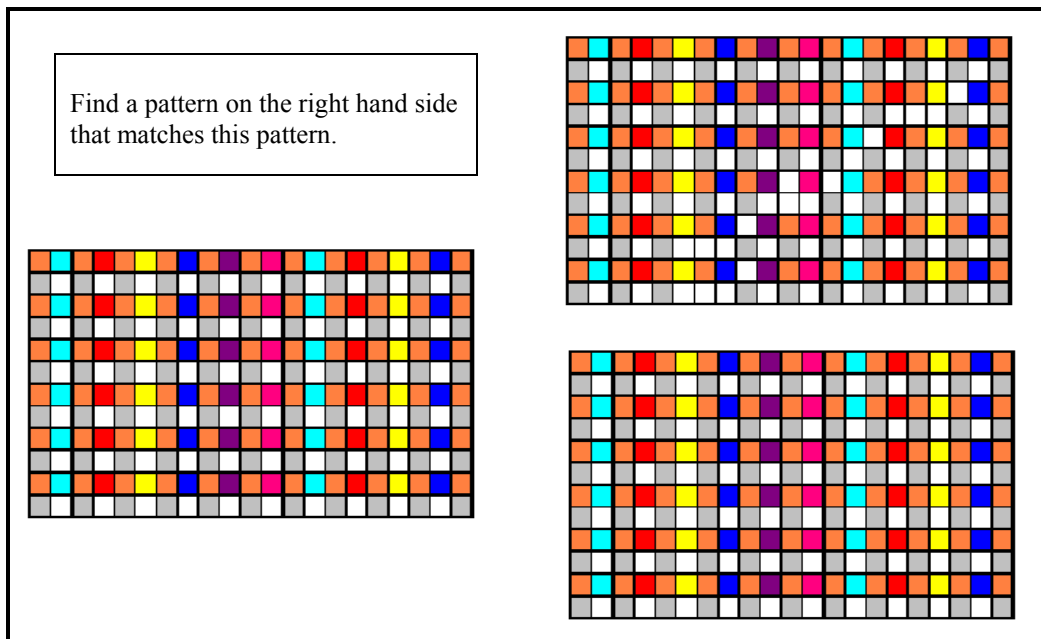 Find a pattern on the right hand side
that matches this pattern.